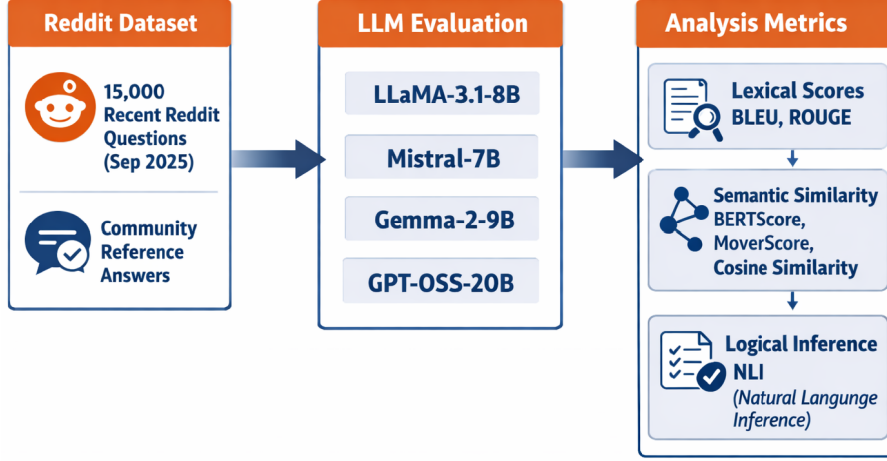 Reddit Dataset
15,000
Recent Reddit
Questions
(Sep 2025)
Community
Reference
Answers
LLM Evaluation
LLaMA-3.1-8B
Mistral-7B
Gemma-2-9B
GPT-OSS-20B
Analysis Metrics
Lexical Scores
BLEU, ROUGE
Semantic Similarity
BERTScore,
MoverScore,
Cosine Similarity
Logical Inference
NLI
(Natural Langunge
Inference)